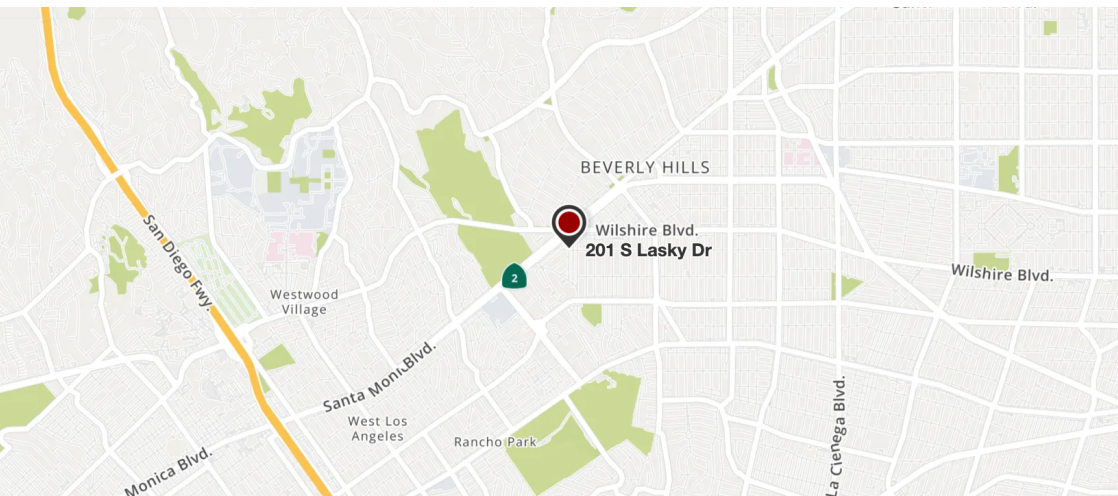 BEVERLY HILLS
Wilshire Blvd.
201 S Lasky Dr
San Diego Fwy.
2
Wilshire Blvd.
Westwood
Village
Santa Moni Blvd.
West Los
Angeles
Rancho Park
La Cienega Blvd.
Monica Blvd.